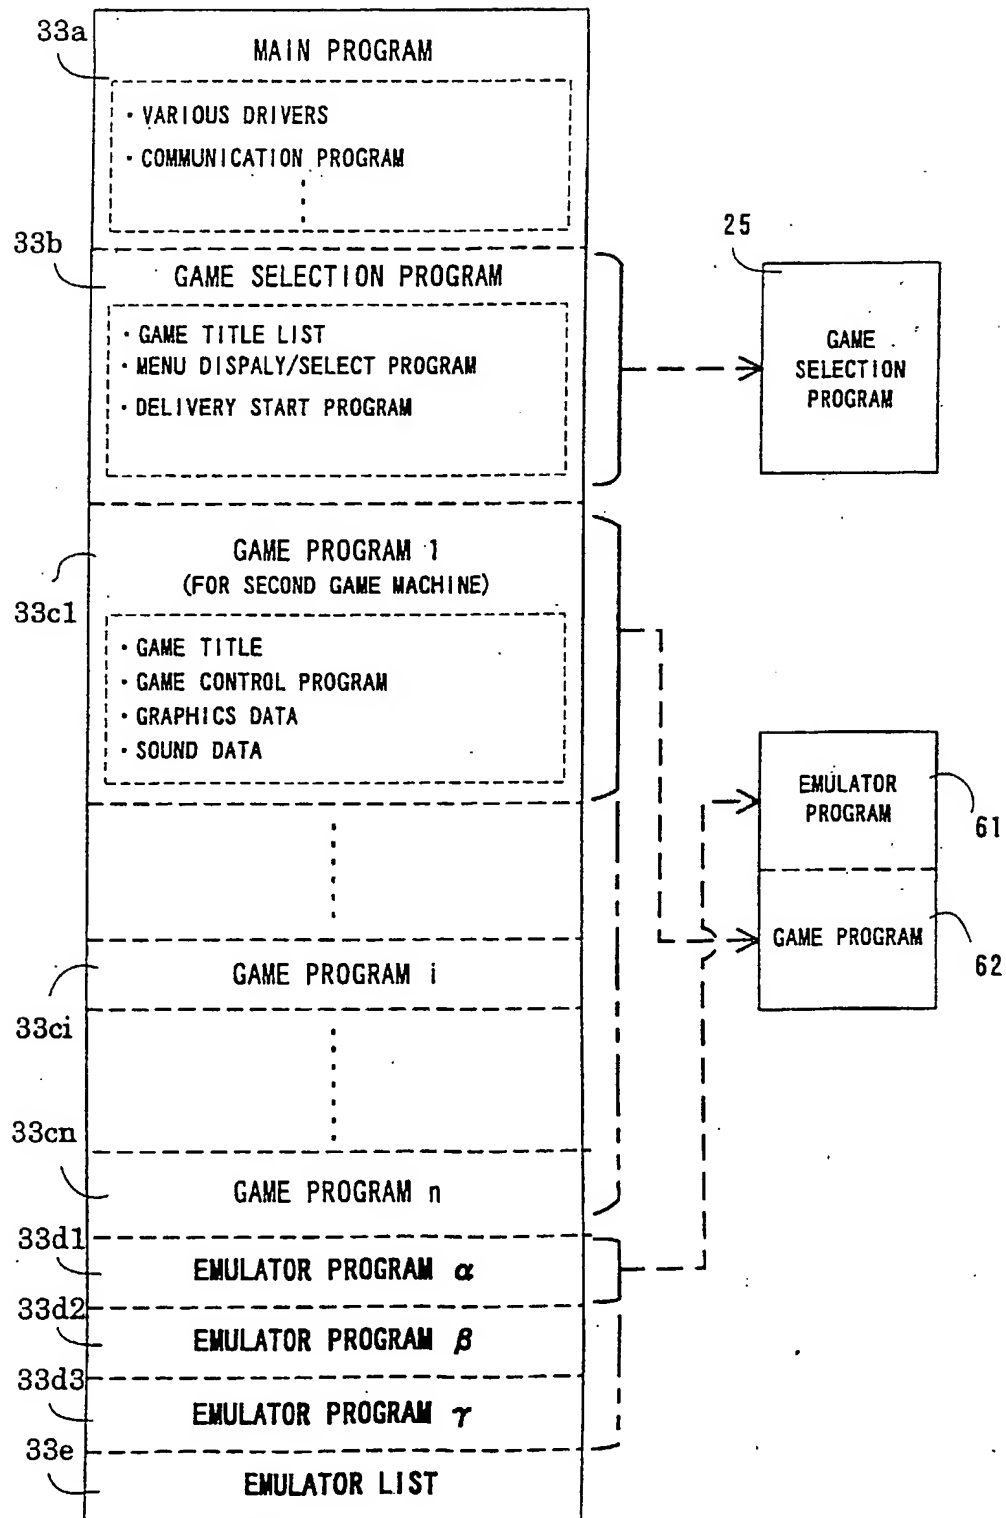 33a
MAIN PROGRAM
· VARIOUS DRIVERS
· COMMUNICATION PROGRAM
33b
GAME SELECTION PROGRAM
· GAME TITLE LIST
· MENU DISPALY/SELECT PROGRAM
· DELIVERY START PROGRAM
25
GAME
SELECTION
PROGRAM
33c1
GAME PROGRAM 1
(FOR SECOND GAME MACHINE)
· GAME TITLE
· GAME CONTROL PROGRAM
· GRAPHICS DATA
· SOUND DATA
EMULATOR
PROGRAM
61
GAME PROGRAM
62
33ci
GAME PROGRAM i
33cn
GAME PROGRAM n
33d1
EMULATOR PROGRAM α
33d2
EMULATOR PROGRAM β
33d3
EMULATOR PROGRAM γ
33e
EMULATOR LIST